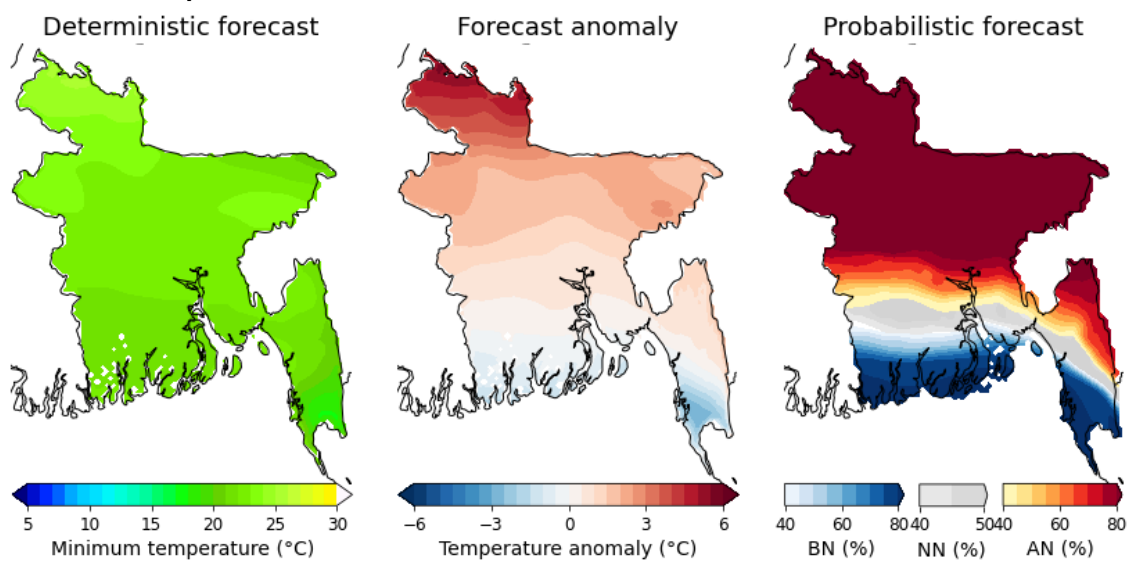 Deterministic forecast
Forecast anomaly
Probabilistic forecast
5 10 15 20 25 30
Minimum temperature (°C)
−6 −3 0 3 6
Temperature anomaly (°C)
40 60 80
BN (%)
40 50
NN (%)
40 60 80
AN (%)